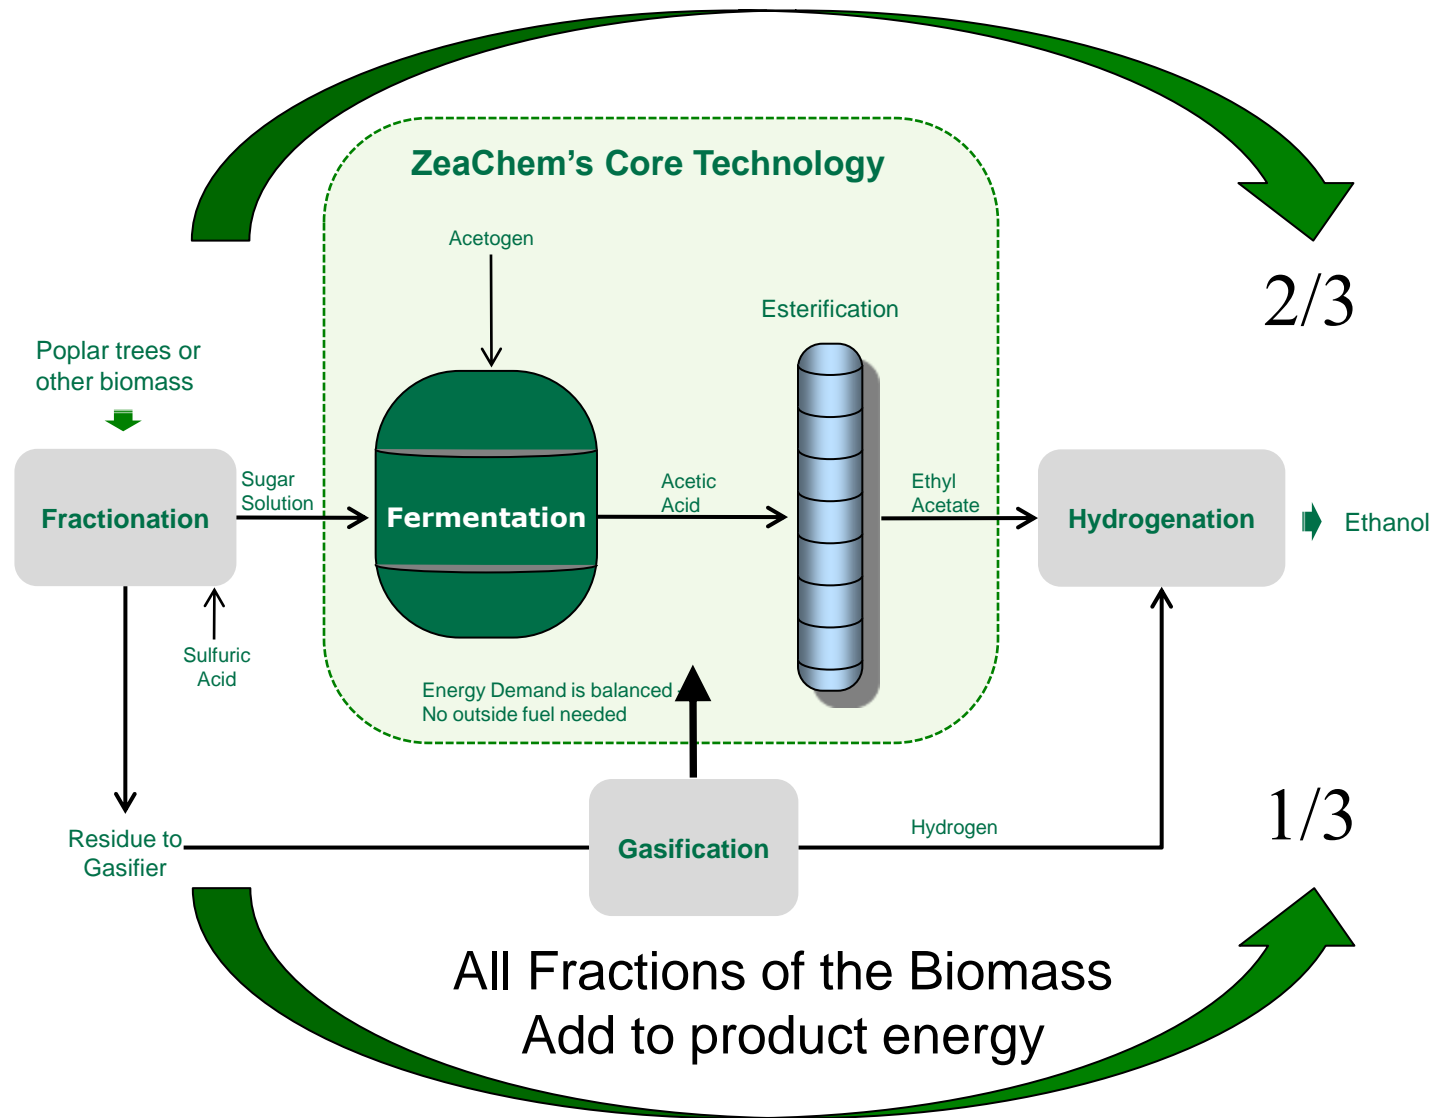 ZeaChem's Core Technology
Acetogen
Esterification
2/3
Poplar trees or
other biomass
Fractionation
Sugar
Solution
Fermentation
Acetic
Acid
Ethyl
Acetate
Hydrogenation
Ethanol
Sulfuric
Acid
Energy Demand is balanced -
No outside fuel needed
Residue to
Gasifier
Gasification
Hydrogen
1/3
All Fractions of the Biomass
Add to product energy